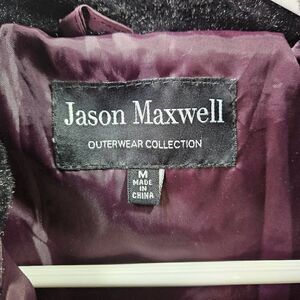 Jason Maxwell
OUTERWEAR COLLECTION
M
MADE
IN
CHINA